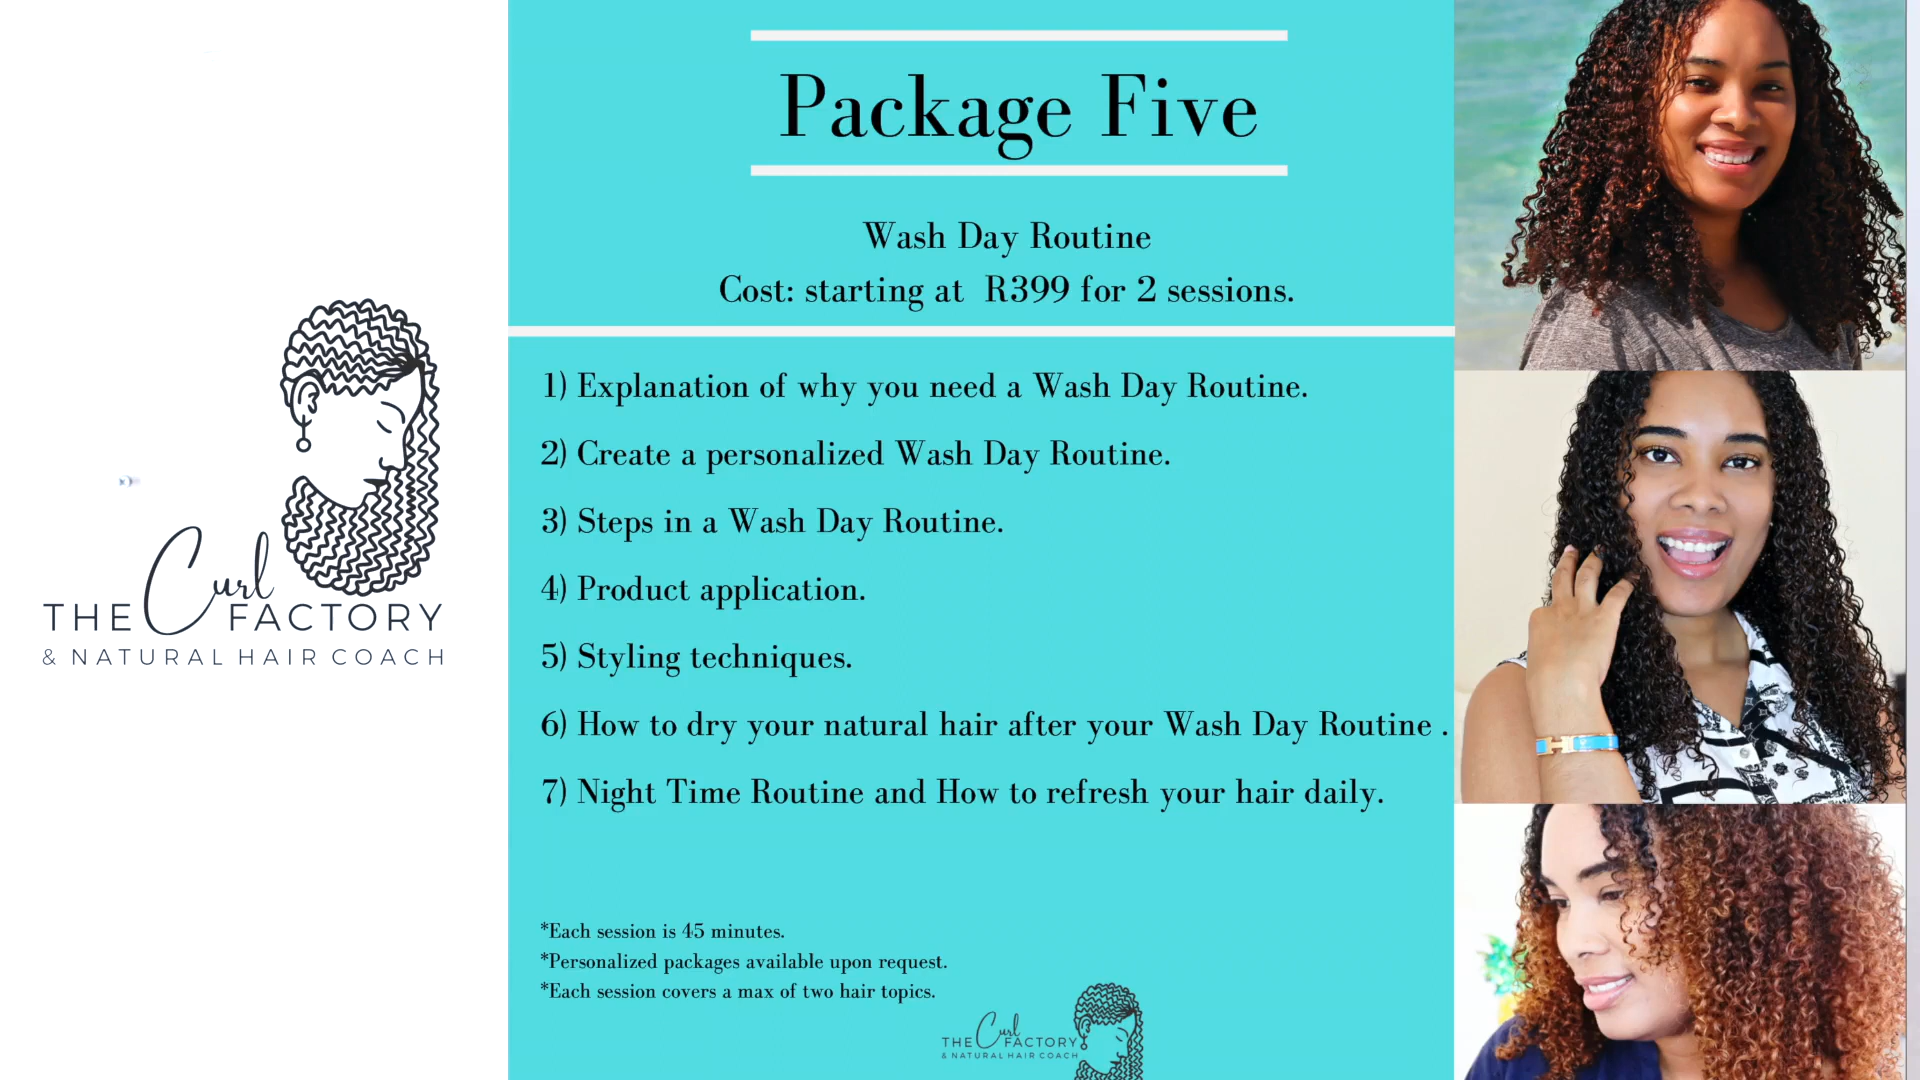 Package Five
Wash Day Routine
Cost: starting at R399 for 2 sessions.
1) Explanation of why you need a Wash Day Routine.
2) Create a personalized Wash Day Routine.
3) Steps in a Wash Day Routine.
4) Product application.
5) Styling techniques.
6) How to dry your natural hair after your Wash Day Routine .
7) Night Time Routine and How to refresh your hair daily.
*Each session is 45 minutes.
*Personalized packages available upon request.
*Each session covers a max of two hair topics.
THE Curl FACTORY
& NATURAL HAIR COACH
THE Curl FACTORY
& NATURAL HAIR COACH